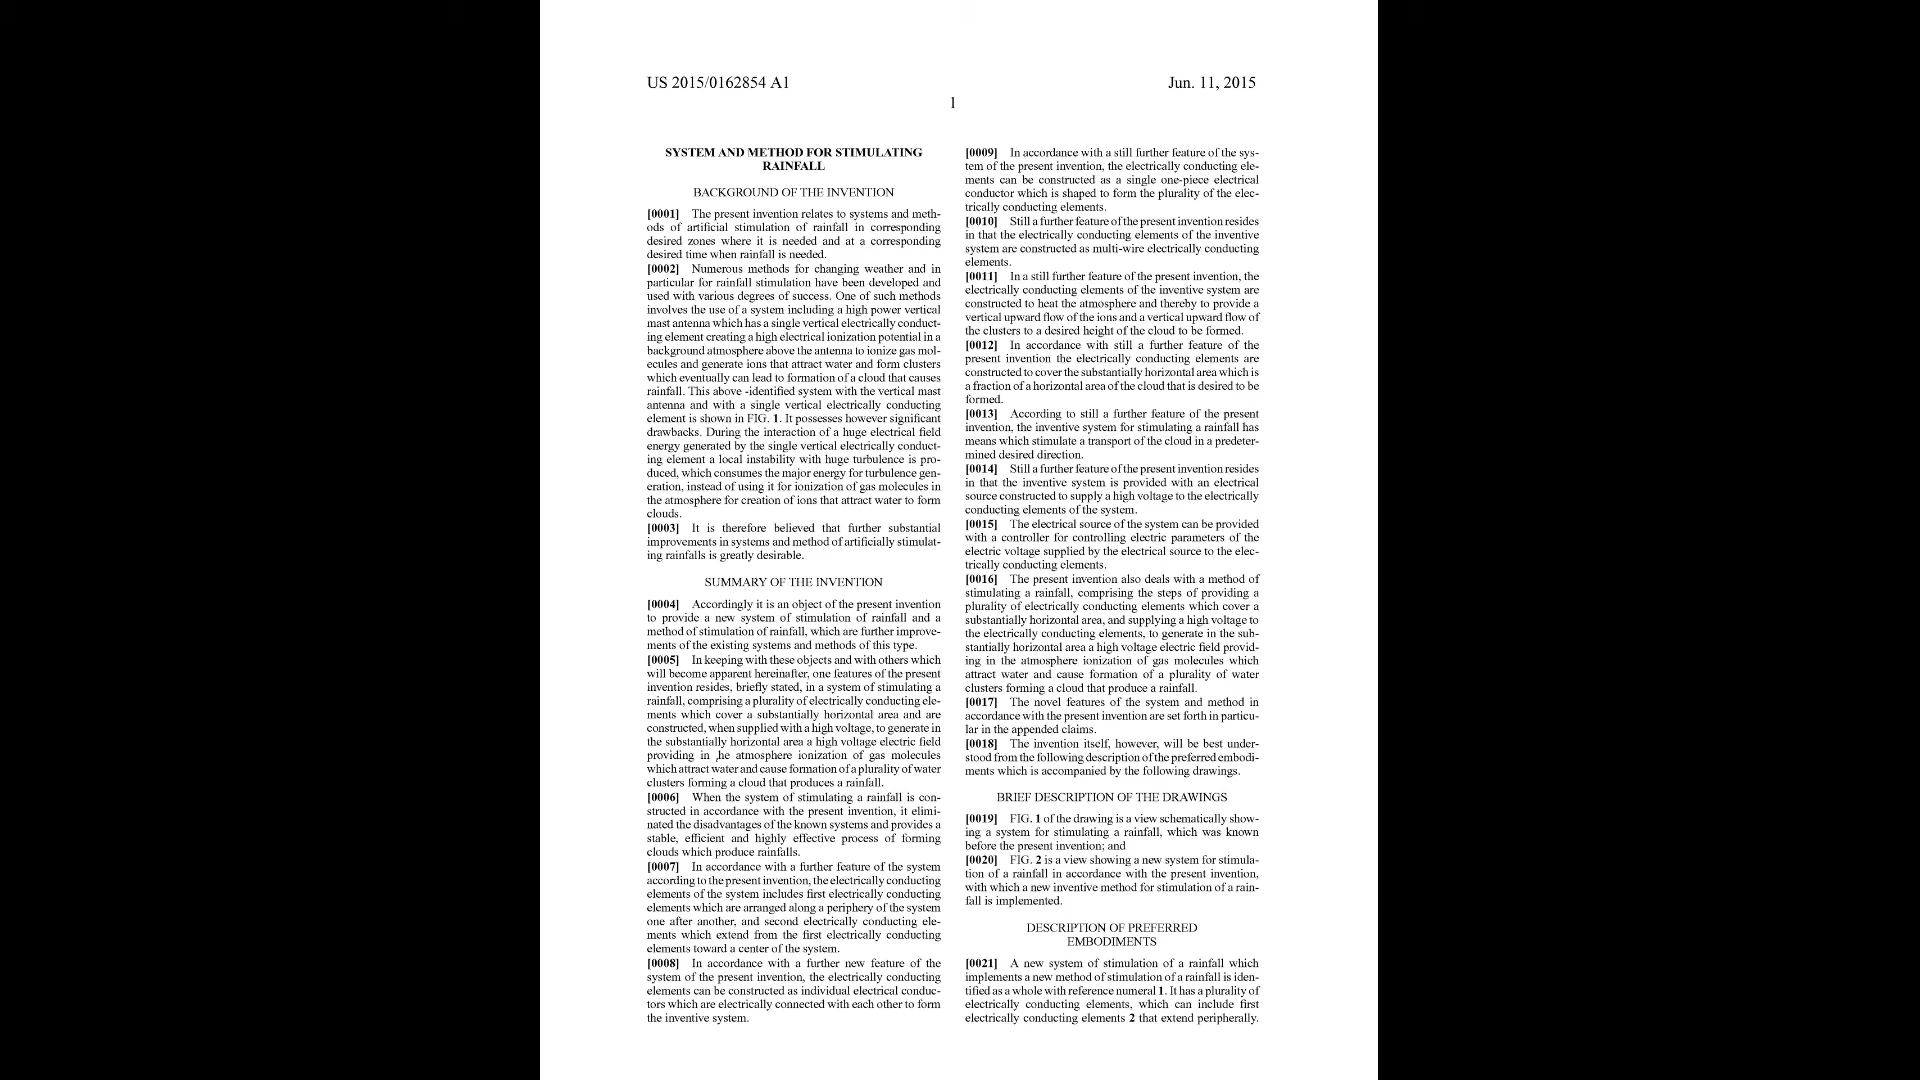 US 2015/0162854 A1
Jun. 11, 2015
1
SYSTEM AND METHOD FOR STIMULATING
RAINFALL
BACKGROUND OF THE INVENTION
[0001] The present invention relates to systems and meth-
ods of artificial stimulation of rainfall in corresponding
desired zones where it is needed and at a corresponding
desired time when rainfall is needed.
[0002] Numerous methods for changing weather and in
particular for rainfall stimulation have been developed and
used with various degrees of success. One of such methods
involves the use of a system including a high power vertical
mast antenna which has a single vertical electrically conduct-
ing element creating a high electrical ionization potential in a
background atmosphere above the antenna to ionize gas mol-
ecules and generate ions that attract water and form clusters
which eventually can lead to formation of a cloud that causes
rainfall. This above -identified system with the vertical mast
antenna and with a single vertical electrically conducting
element is shown in FIG. 1. It possesses however significant
drawbacks. During the interaction of a huge electrical field
energy generated by the single vertical electrically conduct-
ing element a local instability with huge turbulence is pro-
duced, which consumes the major energy for turbulence gen-
eration, instead of using it for ionization of gas molecules in
the atmosphere for creation of ions that attract water to form
clouds.
[0003] It is therefore believed that further substantial
improvements in systems and method of artificially stimulat-
ing rainfalls is greatly desirable.
SUMMARY OF THE INVENTION
[0004] Accordingly it is an object of the present invention
to provide a new system of stimulation of rainfall and a
method of stimulation of rainfall, which are further improve-
ments of the existing systems and methods of this type.
[0005] In keeping with these objects and with others which
will become apparent hereinafter, one features of the present
invention resides, briefly stated, in a system of stimulating a
rainfall, comprising a plurality of electrically conducting ele-
ments which cover a substantially horizontal area and are
constructed, when supplied with a high voltage, to generate in
the substantially horizontal area a high voltage electric field
providing in ,he atmosphere ionization of gas molecules
which attract water and cause formation of a plurality of water
clusters forming a cloud that produces a rainfall.
[0006] When the system of stimulating a rainfall is con-
structed in accordance with the present invention, it elimi-
nated the disadvantages of the known systems and provides a
stable, efficient and highly effective process of forming
clouds which produce rainfalls.
[0007] In accordance with a further feature of the system
according to the present invention, the electrically conducting
elements of the system includes first electrically conducting
elements which are arranged along a periphery of the system
one after another, and second electrically conducting ele-
ments which extend from the first electrically conducting
elements toward a center of the system.
[0008] In accordance with a further new feature of the
system of the present invention, the electrically conducting
elements can be constructed as individual electrical conduc-
tors which are electrically connected with each other to form
the inventive system.
[0009] In accordance with a still further feature of the sys-
tem of the present invention, the electrically conducting ele-
ments can be constructed as a single one-piece electrical
conductor which is shaped to form the plurality of the elec-
trically conducting elements.
[0010] Still a further feature of the present invention resides
in that the electrically conducting elements of the inventive
system are constructed as multi-wire electrically conducting
elements.
[0011] In a still further feature of the present invention, the
electrically conducting elements of the inventive system are
constructed to heat the atmosphere and thereby to provide a
vertical upward flow of the ions and a vertical upward flow of
the clusters to a desired height of the cloud to be formed.
[0012] In accordance with still a further feature of the
present invention the electrically conducting elements are
constructed to cover the substantially horizontal area which is
a fraction of a horizontal area of the cloud that is desired to be
formed.
[0013] According to still a further feature of the present
invention, the inventive system for stimulating a rainfall has
means which stimulate a transport of the cloud in a predeter-
mined desired direction.
[0014] Still a further feature of the present invention resides
in that the inventive system is provided with an electrical
source constructed to supply a high voltage to the electrically
conducting elements of the system.
[0015] The electrical source of the system can be provided
with a controller for controlling electric parameters of the
electric voltage supplied by the electrical source to the elec-
trically conducting elements.
[0016] The present invention also deals with a method of
stimulating a rainfall, comprising the steps of providing a
plurality of electrically conducting elements which cover a
substantially horizontal area, and supplying a high voltage to
the electrically conducting elements, to generate in the sub-
stantially horizontal area a high voltage electric field provid-
ing in the atmosphere ionization of gas molecules which
attract water and cause formation of a plurality of water
clusters forming a cloud that produce a rainfall.
[0017] The novel features of the system and method in
accordance with the present invention are set forth in particu-
lar in the appended claims.
[0018] The invention itself, however, will be best under-
stood from the following description of the preferred embodi-
ments which is accompanied by the following drawings.
BRIEF DESCRIPTION OF THE DRAWINGS
[0019] FIG. 1 of the drawing is a view schematically show-
ing a system for stimulating a rainfall, which was known
before the present invention; and
[0020] FIG. 2 is a view showing a new system for stimula-
tion of a rainfall in accordance with the present invention,
with which a new inventive method for stimulation of a rain-
fall is implemented.
DESCRIPTION OF PREFERRED
EMBODIMENTS
[0021] A new system of stimulation of a rainfall which
implements a new method of stimulation of a rainfall is iden-
tified as a whole with reference numeral 1. It has a plurality of
electrically conducting elements, which can include first
electrically conducting elements 2 that extend peripherally.